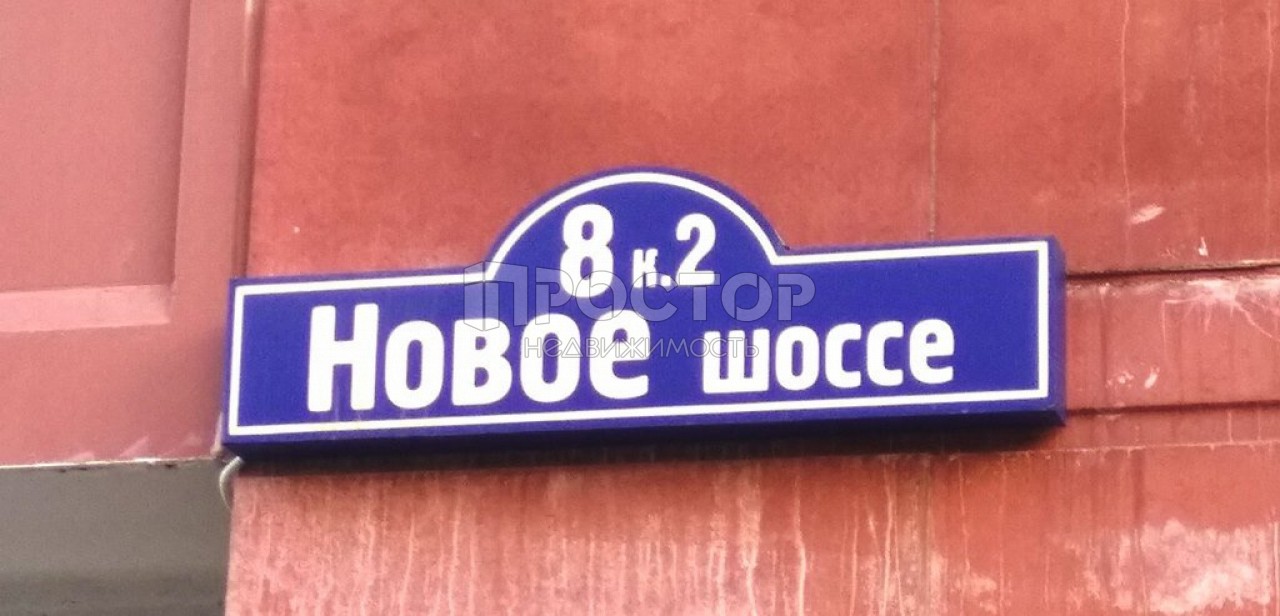 8 к.2
Новое шоссе
ПРОСТОР
недвижимость